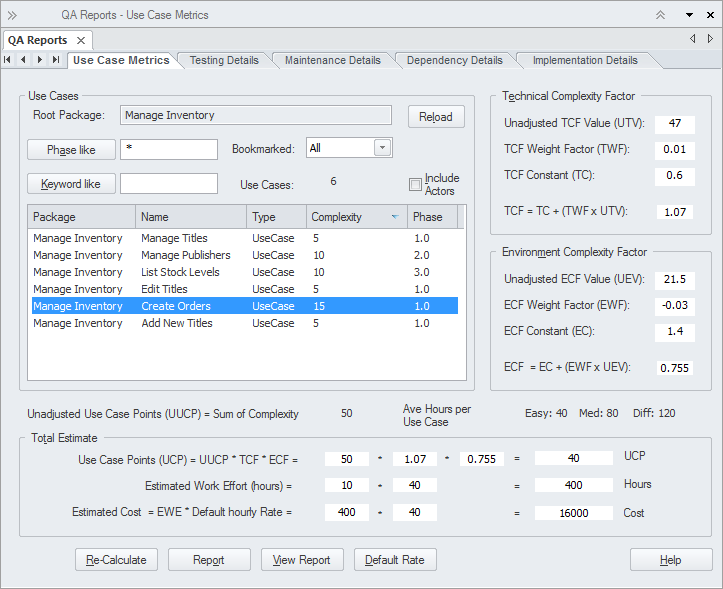 QA Reports - Use Case Metrics
QA Reports
Use Case Metrics Testing Details Maintenance Details Dependency Details Implementation Details
Use Cases
Root Package: Manage Inventory Reload
Phase like * Bookmarked: All
Keyword like Use Cases: 6 Include Actors
Package Name Type Complexity Phase
Manage Inventory Manage Titles UseCase 5 1.0
Manage Inventory Manage Publishers UseCase 10 2.0
Manage Inventory List Stock Levels UseCase 10 3.0
Manage Inventory Edit Titles UseCase 5 1.0
Manage Inventory Create Orders UseCase 15 1.0
Manage Inventory Add New Titles UseCase 5 1.0
Technical Complexity Factor
Unadjusted TCF Value (UTV): 47
TCF Weight Factor (TWF): 0.01
TCF Constant (TC): 0.6
TCF = TC + (TWF x UTV): 1.07
Environment Complexity Factor
Unadjusted ECF Value (UEV): 21.5
ECF Weight Factor (EWF): -0.03
ECF Constant (EC): 1.4
ECF = EC + (EWF x UEV): 0.755
Unadjusted Use Case Points (UUCP) = Sum of Complexity 50 Ave Hours per Use Case Easy: 40 Med: 80 Diff: 120
Total Estimate
Use Case Points (UCP) = UUCP * TCF * ECF = 50 * 1.07 * 0.755 = 40 UCP
Estimated Work Effort (hours) = 10 * 40 = 400 Hours
Estimated Cost = EWE * Default hourly Rate = 400 * 40 = 16000 Cost
Re-Calculate Report View Report Default Rate Help